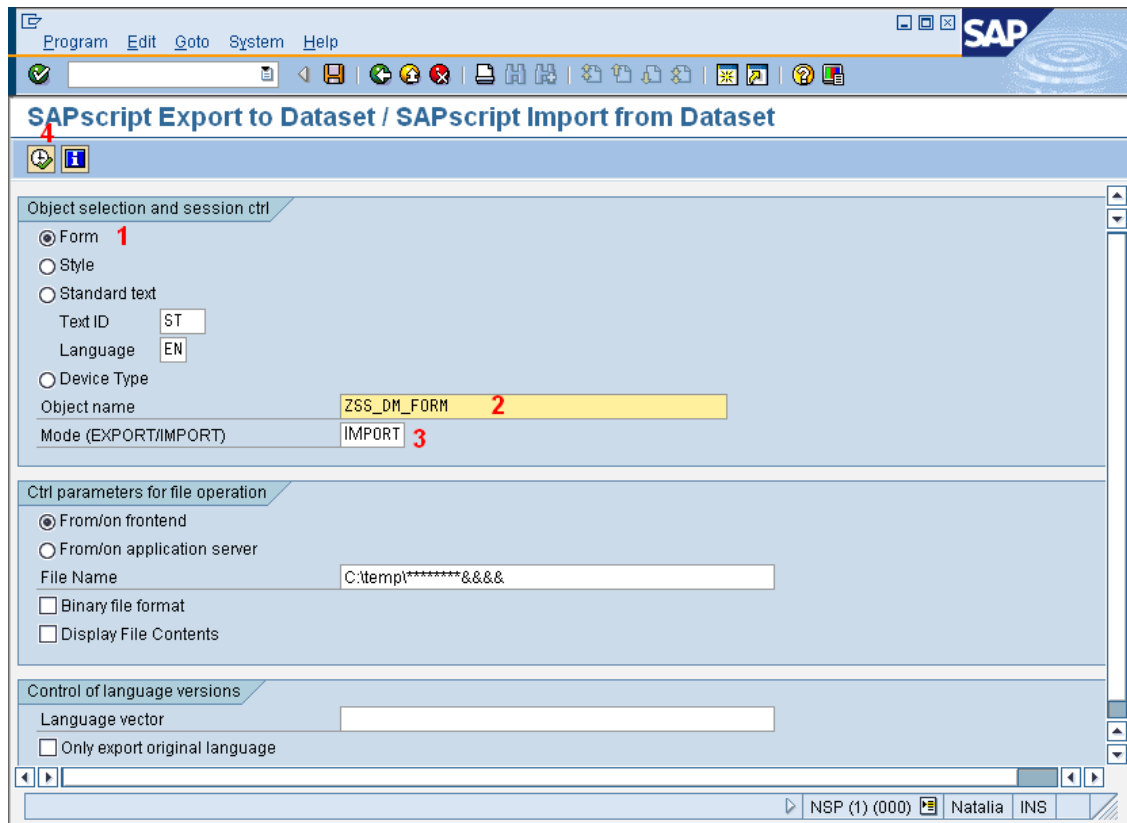 Program Edit Goto System Help
SAP
SAPscript Export to Dataset / SAPscript Import from Dataset
4
Object selection and session ctrl
Form 1
Style
Standard text
Text ID ST
Language EN
Device Type
Object name ZSS_DM_FORM 2
Mode (EXPORT/IMPORT) IMPORT 3
Ctrl parameters for file operation
From/on frontend
From/on application server
File Name C:\temp\********&&&&
Binary file format
Display File Contents
Control of language versions
Language vector
Only export original language
NSP (1) (000) Natalia INS